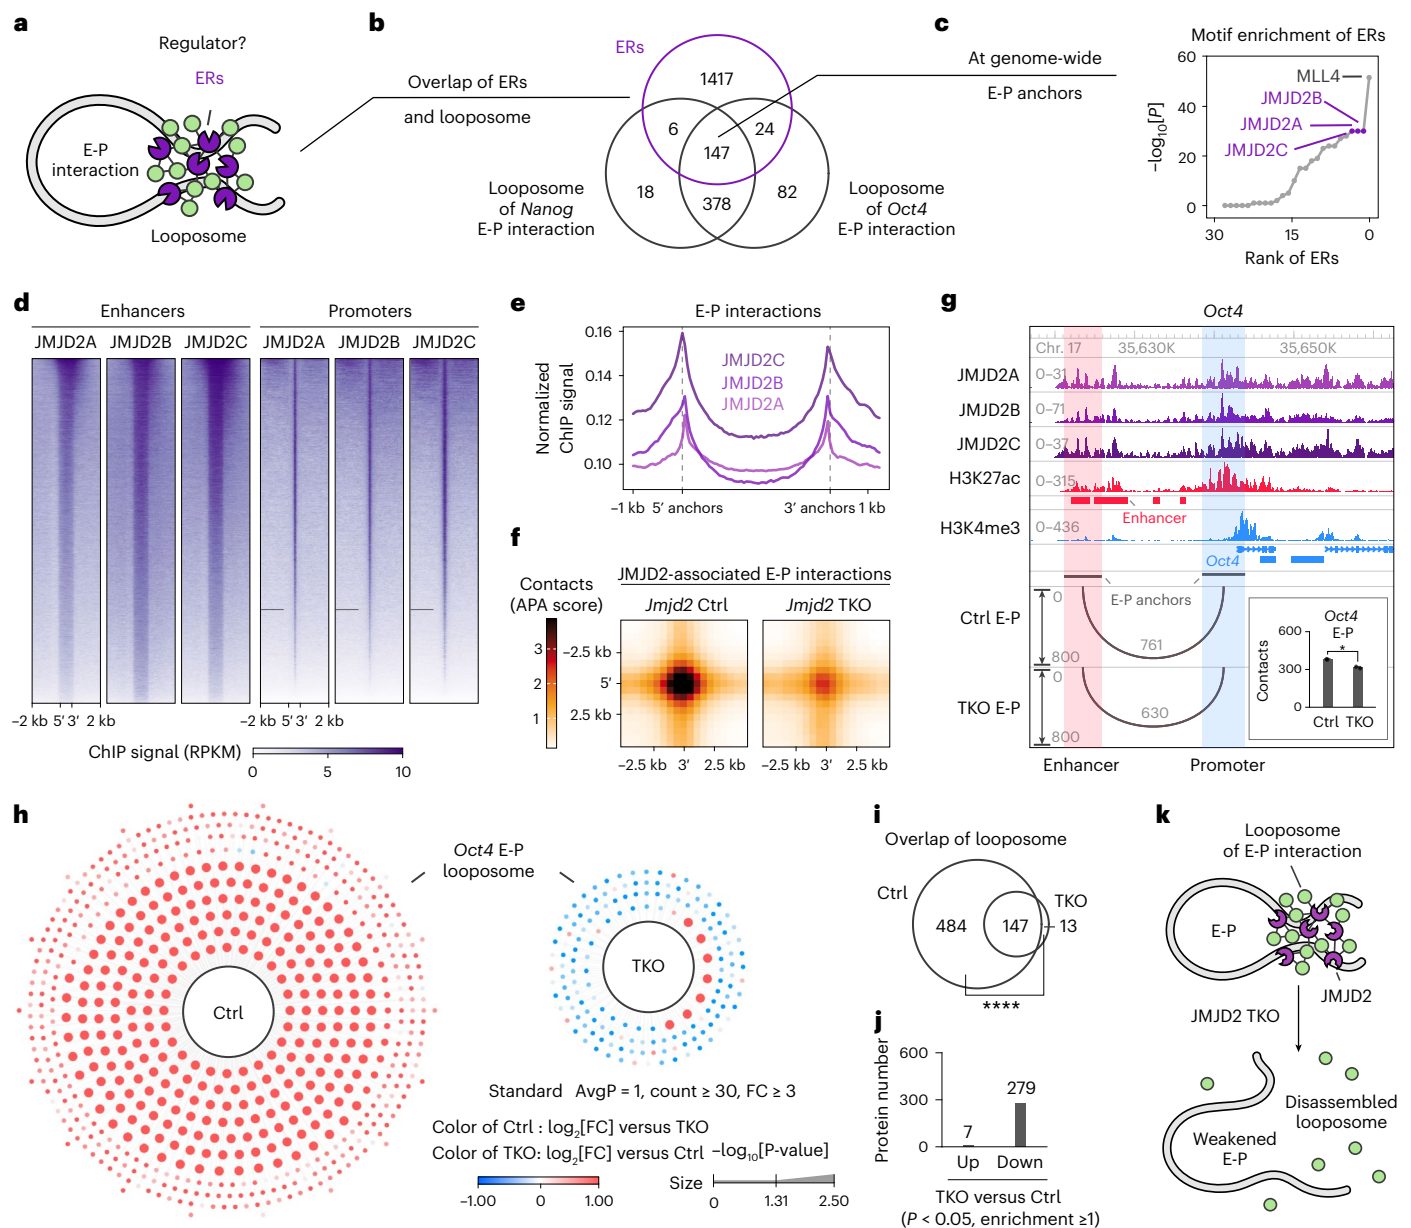 a
Regulator?
ERs
E-P
interaction
Looposome
b
Overlap of ERs
and looposome
ERs
1417
6
24
147
18
378
82
Looposome
of Nanog
E-P interaction
Looposome
of Oct4
E-P interaction
At genome-wide
E-P anchors
c
Motif enrichment of ERs
−log10[P]
60
40
20
0
MLL4
JMJD2B
JMJD2A
JMJD2C
30
15
0
Rank of ERs
d
Enhancers
Promoters
JMJD2A
JMJD2B
JMJD2C
JMJD2A
JMJD2B
JMJD2C
−2 kb 5′ 3′ 2 kb
−2 kb 5′ 3′ 2 kb
ChIP signal (RPKM)
0
5
10
e
E-P interactions
Normalized
ChIP signal
0.16
0.14
0.12
0.10
JMJD2C
JMJD2B
JMJD2A
−1 kb 5′ anchors
3′ anchors 1 kb
f
Contacts
(APA score)
3
2
1
JMJD2-associated E-P interactions
Jmjd2 Ctrl
Jmjd2 TKO
−2.5 kb
5′
2.5 kb
−2.5 kb 3′ 2.5 kb
−2.5 kb 3′ 2.5 kb
g
Oct4
Chr. 17
35,630K
35,650K
JMJD2A
0–31
JMJD2B
0–71
JMJD2C
0–37
H3K27ac
0–315
Enhancer
H3K4me3
0–436
Oct4
E-P anchors
Ctrl E-P
0
800
761
TKO E-P
0
800
630
Oct4
E-P
Contacts
600
300
0
*
Ctrl
TKO
Enhancer
Promoter
h
Oct4 E-P
looposome
Ctrl
TKO
Standard AvgP = 1, count ≥ 30, FC ≥ 3
Color of Ctrl : log2[FC] versus TKO
Color of TKO: log2[FC] versus Ctrl
−1.00
0
1.00
−log10[P-value]
Size
0
1.31
2.50
i
Overlap of looposome
Ctrl
TKO
484
147
13
****
j
Protein number
600
300
0
7
279
Up
Down
TKO versus Ctrl
(P < 0.05, enrichment ≥1)
k
Looposome
of E-P interaction
E-P
JMJD2
JMJD2 TKO
Disassembled
looposome
Weakened
E-P